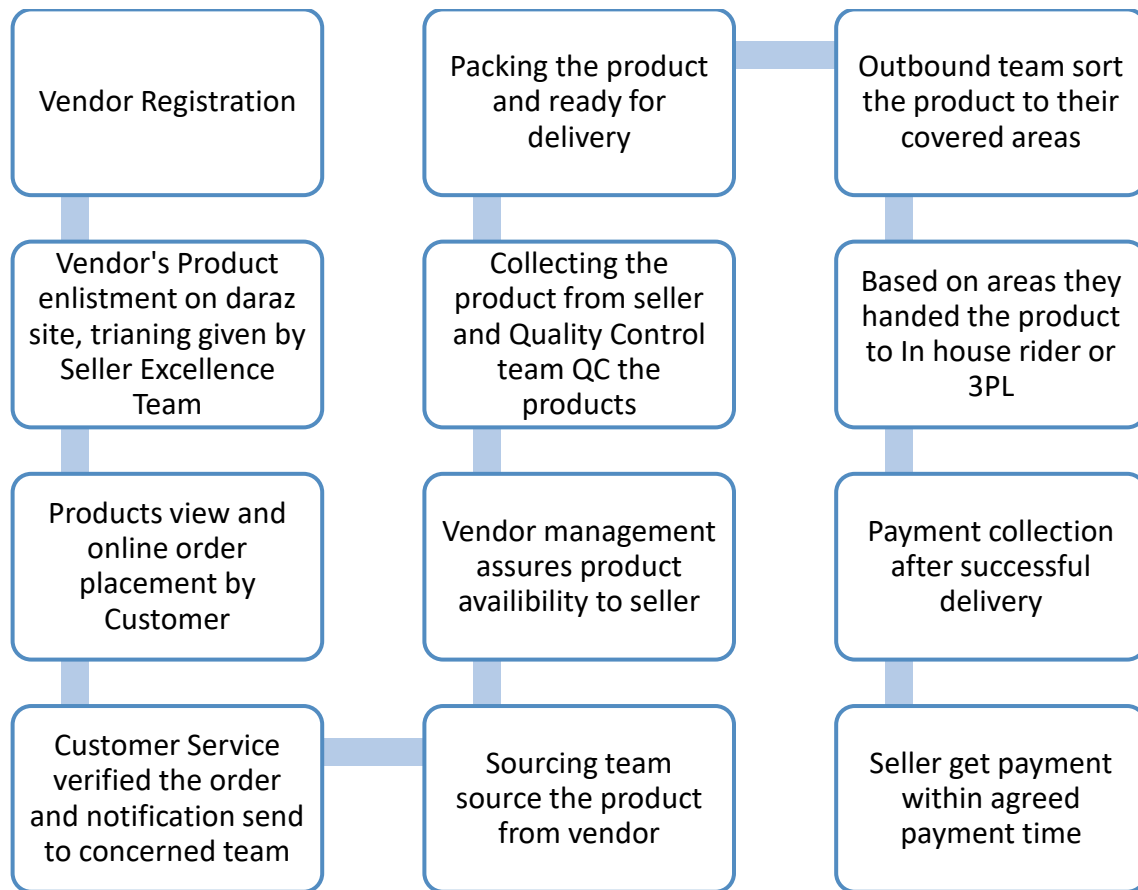 Vendor Registration
Vendor's Product
enlistment on daraz
site, trianing given by
Seller Excellence
Team
Products view and
online order
placement by
Customer
Customer Service
verified the order
and notification send
to concerned team
Sourcing team
source the product
from vendor
Vendor management
assures product
availibility to seller
Collecting the
product from seller
and Quality Control
team QC the
products
Packing the product
and ready for
delivery
Outbound team sort
the product to their
covered areas
Based on areas they
handed the product
to In house rider or
3PL
Payment collection
after successful
delivery
Seller get payment
within agreed
payment time